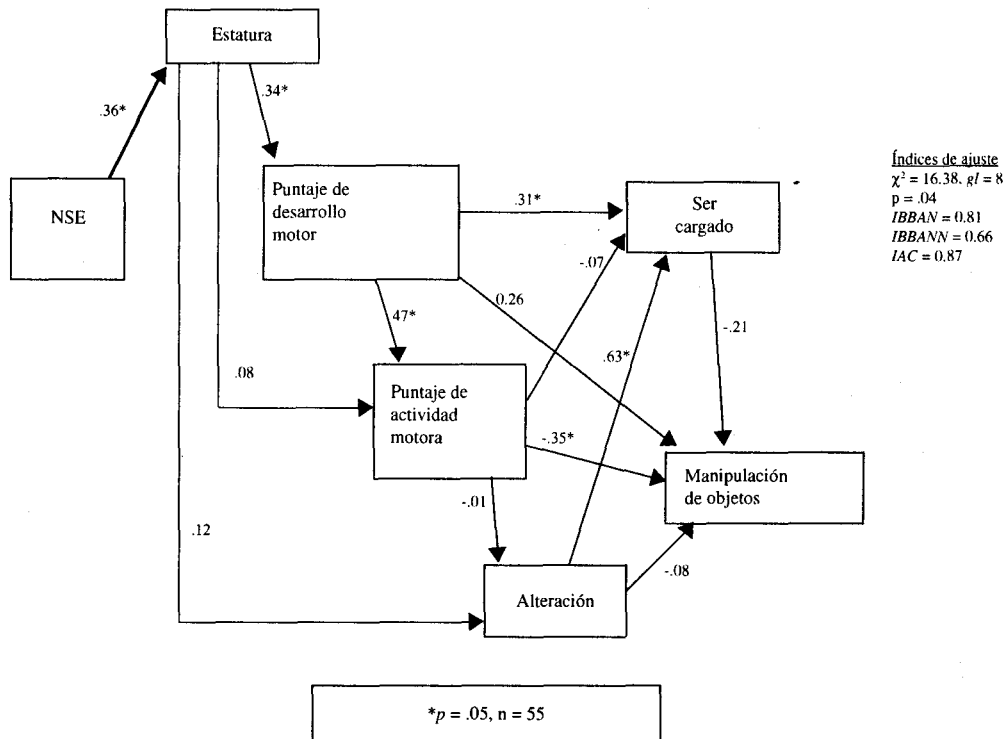 Estatura
.34*
.36*
NSE
Puntaje de
desarrollo
motor
.31*
Ser
cargado
Índices de ajuste
χ² = 16.38. gl = 8
p = .04
IBBAN = 0.81
IBBANN = 0.66
IAC = 0.87
-.07
0.26
47*
.63*
-.21
.08
Puntaje de
actividad
motora
-.35*
Manipulación
de objetos
-.01
.12
-.08
Alteración
*p = .05, n = 55